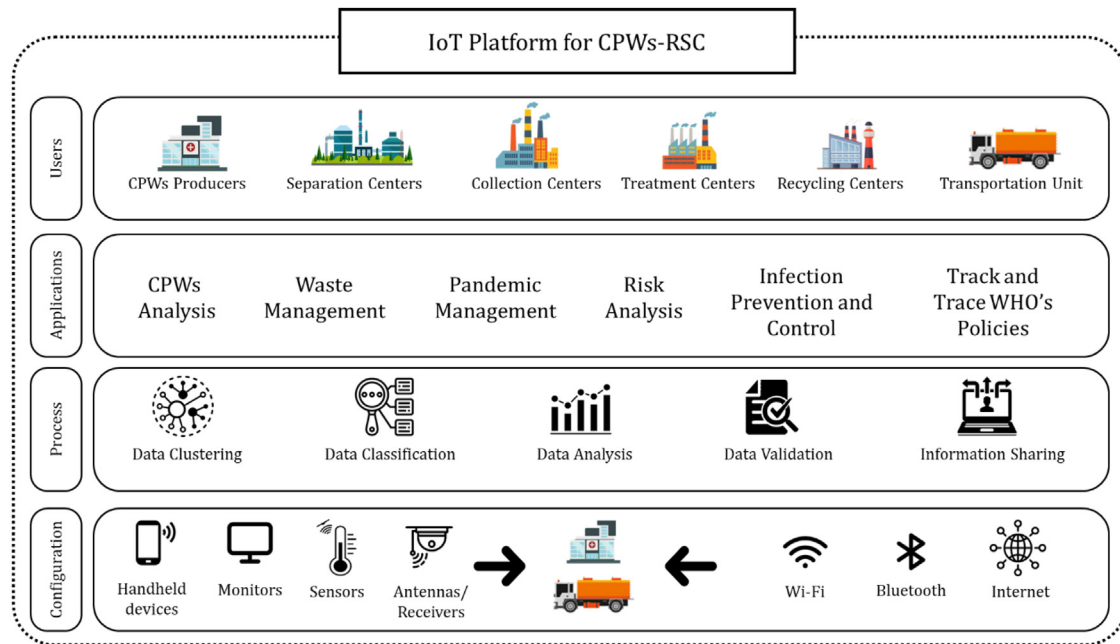 IoT Platform for CPWs-RSC
Users
CPWs Producers
Separation Centers
Collection Centers
Treatment Centers
Recycling Centers
Transportation Unit
Applications
CPWs
Analysis
Waste
Management
Pandemic
Management
Risk
Analysis
Infection
Prevention and
Control
Track and
Trace WHO's
Policies
Process
Data Clustering
Data Classification
Data Analysis
Data Validation
Information Sharing
Configuration
Handheld
devices
Monitors
Sensors
Antennas/
Receivers
Wi-Fi
Bluetooth
Internet